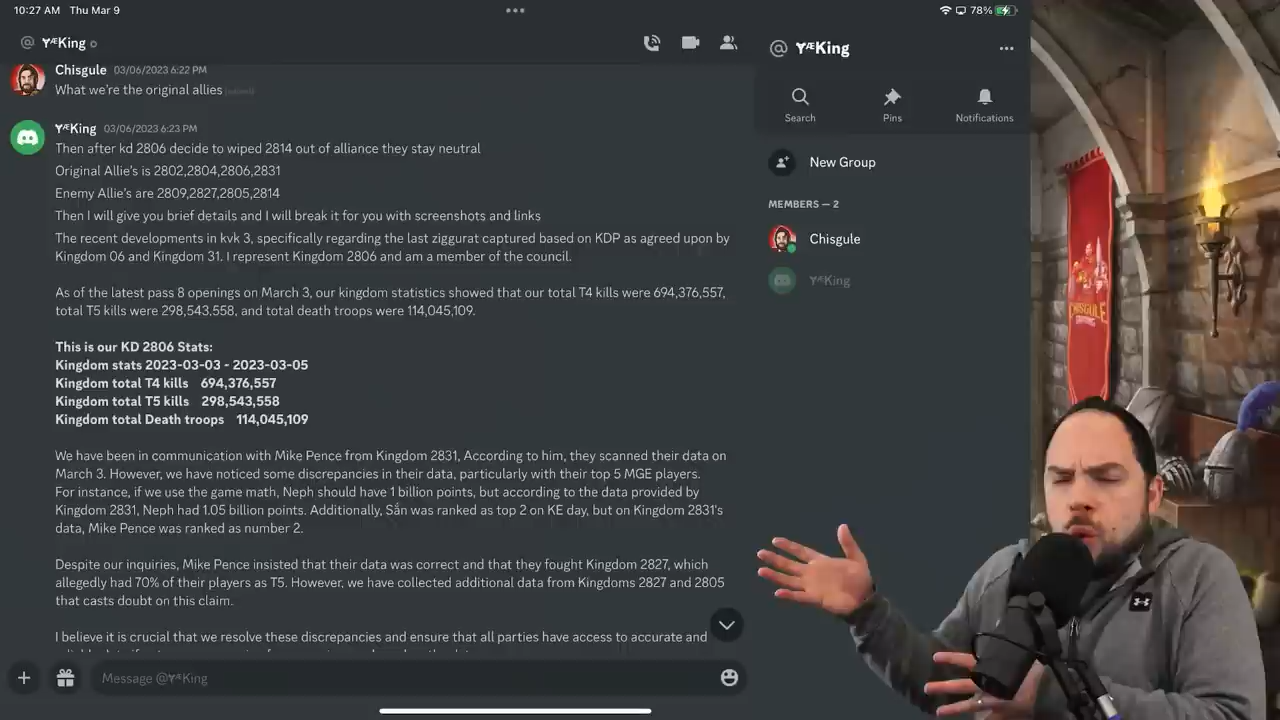 10:27 AM Thu Mar 9
78%
@ ÆKing
Chisgule 03/06/2023 6:22 PM
What we're the original allies
ÆKing 03/06/2023 6:23 PM
Then after kd 2806 decide to wiped 2814 out of alliance they stay neutral
Original Allie's is 2802,2804,2806,2831
Enemy Allie's are 2809,2827,2805,2814
Then I will give you brief details and I will break it for you with screenshots and links
The recent developments in kvk 3, specifically regarding the last ziggurat captured based on KDP as agreed upon by
Kingdom 06 and Kingdom 31. I represent Kingdom 2806 and am a member of the council.
As of the latest pass 8 openings on March 3, our kingdom statistics showed that our total T4 kills were 694,376,557,
total T5 kills were 298,543,558, and total death troops were 114,045,109.
This is our KD 2806 Stats:
Kingdom stats 2023-03-03 - 2023-03-05
Kingdom total T4 kills 694,376,557
Kingdom total T5 kills 298,543,558
Kingdom total Death troops 114,045,109
We have been in communication with Mike Pence from Kingdom 2831, According to him, they scanned their data on
March 3. However, we have noticed some discrepancies in their data, particularly with their top 5 MGE players.
For instance, if we use the game math, Neph should have 1 billion points, but according to the data provided by
Kingdom 2831, Neph had 1.05 billion points. Additionally, Sån was ranked as top 2 on KE day, but on Kingdom 2831's
data, Mike Pence was ranked as number 2.
Despite our inquiries, Mike Pence insisted that their data was correct and that they fought Kingdom 2827, which
allegedly had 70% of their players as T5. However, we have collected additional data from Kingdoms 2827 and 2805
that casts doubt on this claim.
I believe it is crucial that we resolve these discrepancies and ensure that all parties have access to accurate and
Message @ÆKing
@ ÆKing
Search
Pins
Notifications
New Group
MEMBERS — 2
Chisgule
ÆKing
CHISGULE